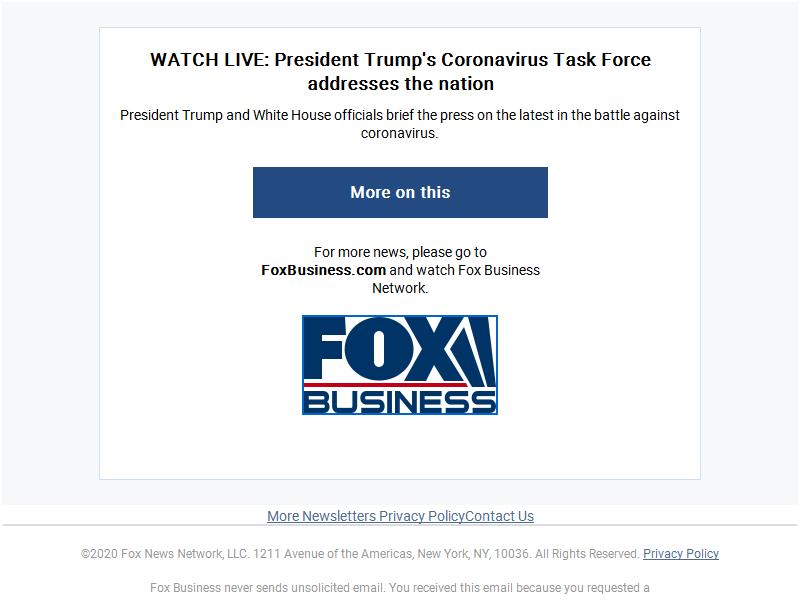 WATCH LIVE: President Trump's Coronavirus Task Force
addresses the nation
President Trump and White House officials brief the press on the latest in the battle against
coronavirus.
More on this
For more news, please go to
FoxBusiness.com and watch Fox Business
Network.
FOX
BUSINESS
More Newsletters Privacy PolicyContact Us
©2020 Fox News Network, LLC. 1211 Avenue of the Americas, New York, NY, 10036. All Rights Reserved. Privacy Policy
Fox Business never sends unsolicited email. You received this email because you requested a